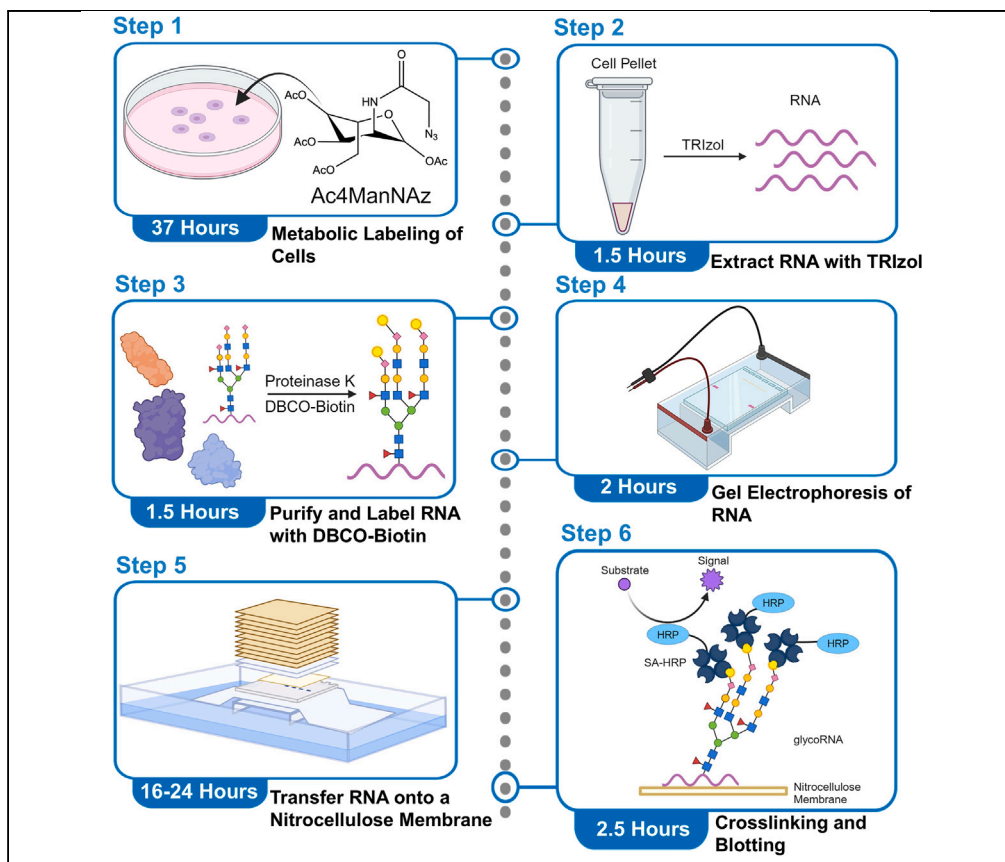 Step 1
O
AcO
HN
N3
AcO
AcO
OAc
Ac4ManNAz
37 Hours
Metabolic Labeling of
Cells
Step 2
Cell Pellet
RNA
TRIzol
1.5 Hours
Extract RNA with TRIzol
Step 3
Proteinase K
DBCO-Biotin
1.5 Hours
Purify and Label RNA
with DBCO-Biotin
Step 4
2 Hours
Gel Electrophoresis of
RNA
Step 5
16-24 Hours
Transfer RNA onto a
Nitrocellulose Membrane
Step 6
Substrate
Signal
HRP
HRP
HRP
SA-HRP
glycoRNA
Nitrocellulose
Membrane
2.5 Hours
Crosslinking and
Blotting